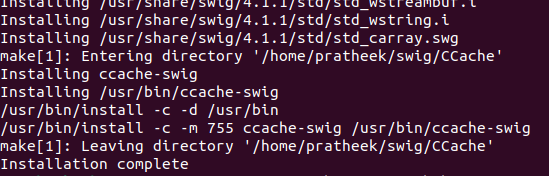 Installing /usr/share/swig/4.1.1/std/std_wstreambuf.i
Installing /usr/share/swig/4.1.1/std/std_wstring.i
Installing /usr/share/swig/4.1.1/std/std_carray.swg
make[1]: Entering directory '/home/pratheek/swig/CCache'
Installing ccache-swig
Installing /usr/bin/ccache-swig
/usr/bin/install -c -d /usr/bin
/usr/bin/install -c -m 755 ccache-swig /usr/bin/ccache-swig
make[1]: Leaving directory '/home/pratheek/swig/CCache'
Installation complete